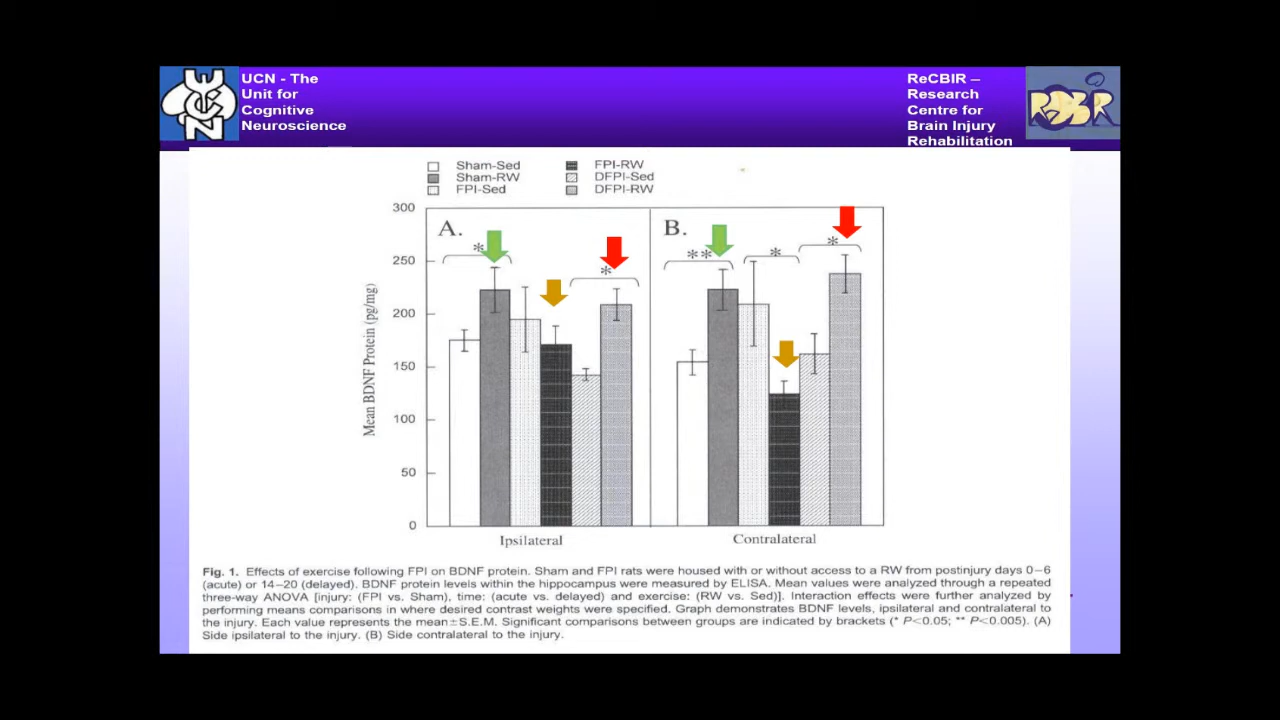 UCN - The
Unit for
Cognitive
Neuroscience
UCN
ReCBIR –
Research
Centre for
Brain Injury
Rehabilitation
Sham-Sed
Sham-RW
FPI-Sed
FPI-RW
DFPI-Sed
DFPI-RW
Mean BDNF Protein (pg/mg)
300
250
200
150
100
50
0
A.
*
*
B.
**
*
*
Ipsilateral
Contralateral
Fig. 1. Effects of exercise following FPI on BDNF protein. Sham and FPI rats were housed with or without access to a RW from postinjury days 0–6
(acute) or 14–20 (delayed). BDNF protein levels within the hippocampus were measured by ELISA. Mean values were analyzed through a repeated
three-way ANOVA [injury: (FPI vs. Sham), time: (acute vs. delayed) and exercise: (RW vs. Sed)]. Interaction effects were further analyzed by
performing means comparisons in where desired contrast weights were specified. Graph demonstrates BDNF levels, ipsilateral and contralateral to
the injury. Each value represents the mean±S.E.M. Significant comparisons between groups are indicated by brackets (* P<0.05; ** P<0.005). (A)
Side ipsilateral to the injury. (B) Side contralateral to the injury.